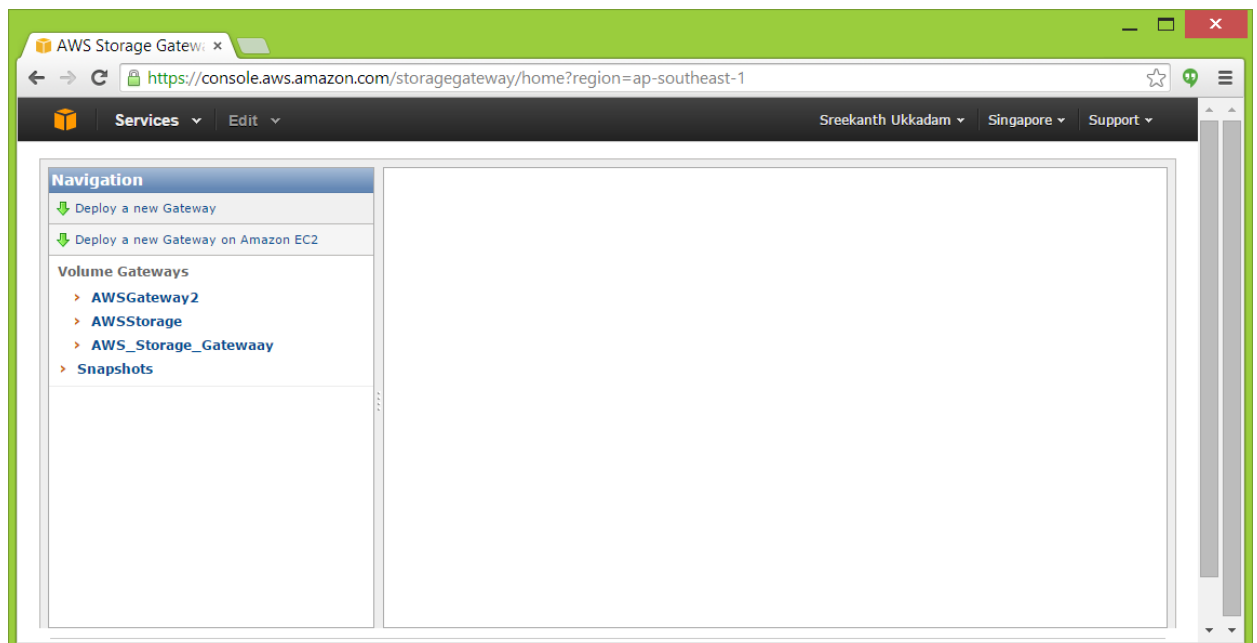 AWS Storage Gatewa
https://console.aws.amazon.com/storagegateway/home?region=ap-southeast-1
Services Edit Sreekanth Ukkadam Singapore Support
Navigation
Deploy a new Gateway
Deploy a new Gateway on Amazon EC2
Volume Gateways
AWSGateway2
AWSStorage
AWS_Storage_Gatewaay
Snapshots